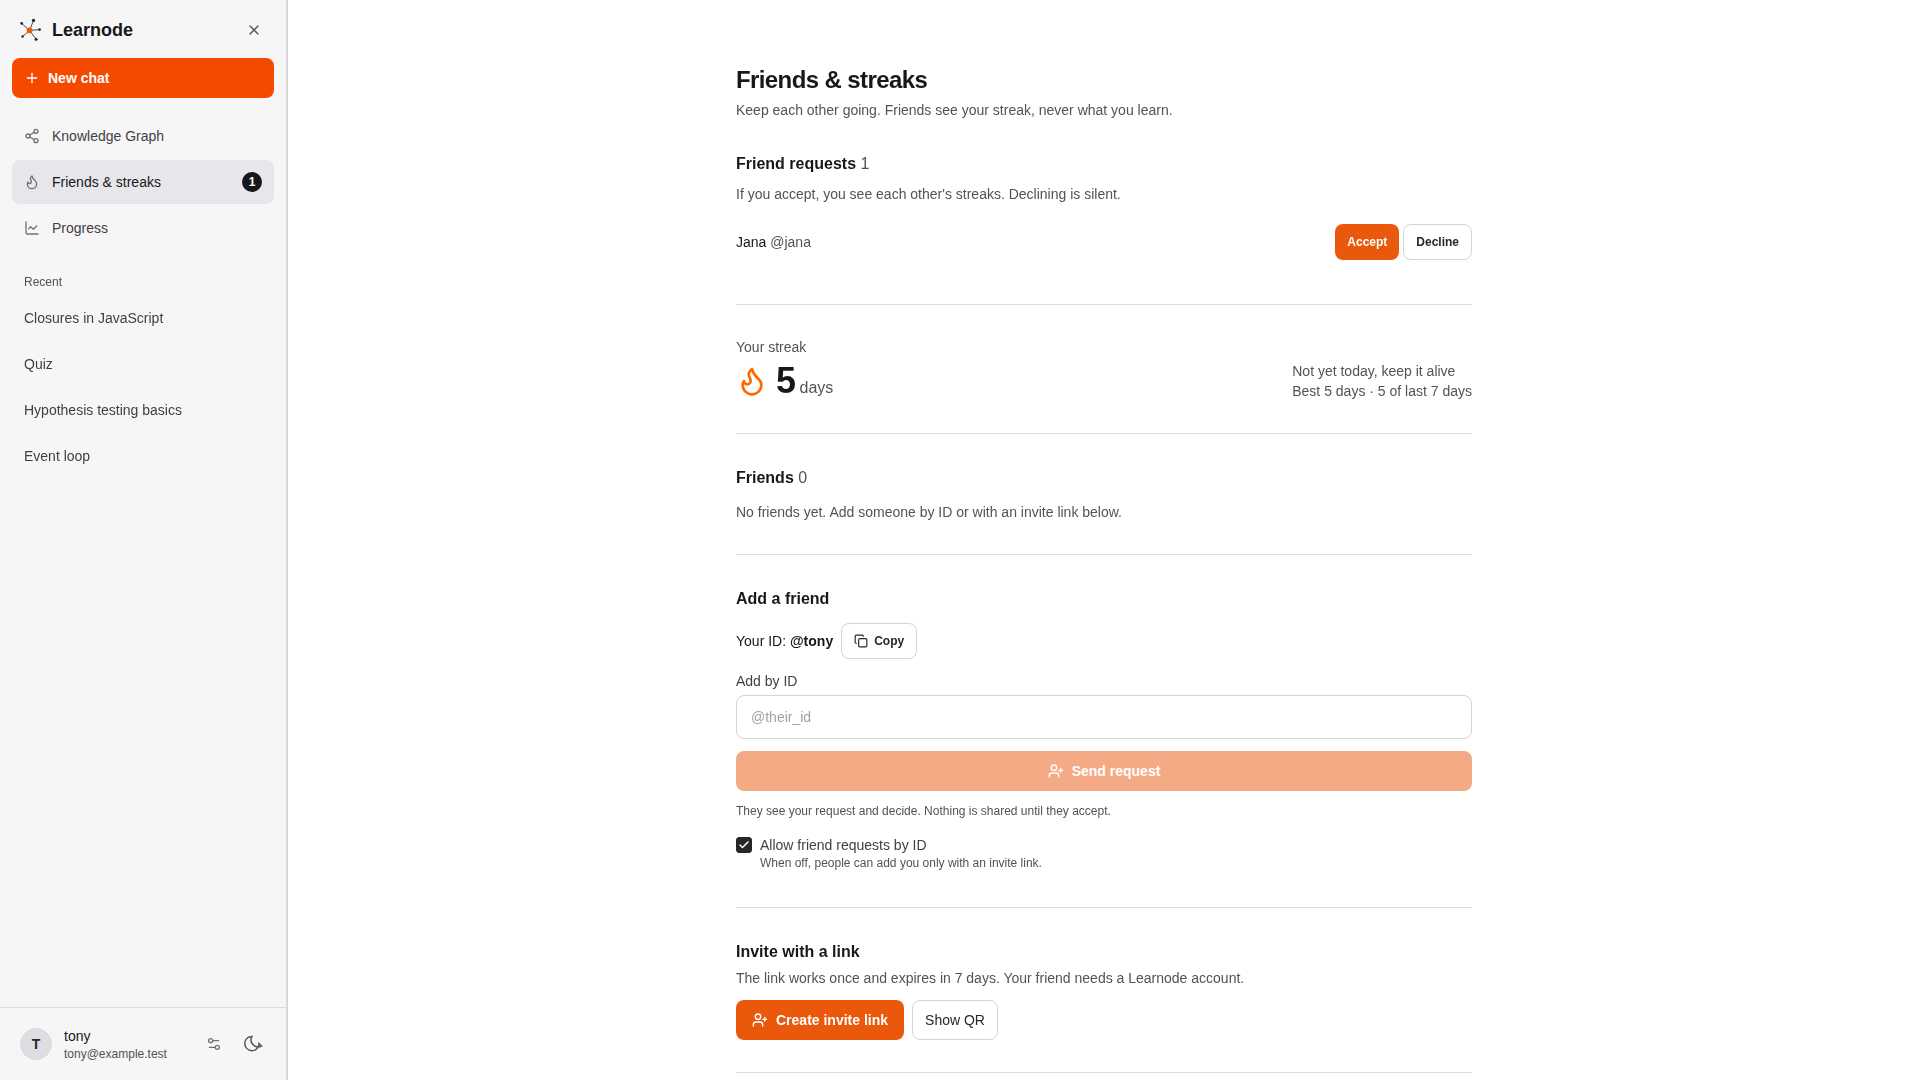 Learnode
New chat
Knowledge Graph
Friends & streaks 1
Progress
Recent
Closures in JavaScript
Quiz
Hypothesis testing basics
Event loop
T
tony
tony@example.test
Friends & streaks
Keep each other going. Friends see your streak, never what you learn.
Friend requests 1
If you accept, you see each other's streaks. Declining is silent.
Jana @jana
Accept
Decline
Your streak
5 days
Not yet today, keep it alive
Best 5 days · 5 of last 7 days
Friends 0
No friends yet. Add someone by ID or with an invite link below.
Add a friend
Your ID: @tony
Copy
Add by ID
@their_id
Send request
They see your request and decide. Nothing is shared until they accept.
Allow friend requests by ID
When off, people can add you only with an invite link.
Invite with a link
The link works once and expires in 7 days. Your friend needs a Learnode account.
Create invite link
Show QR